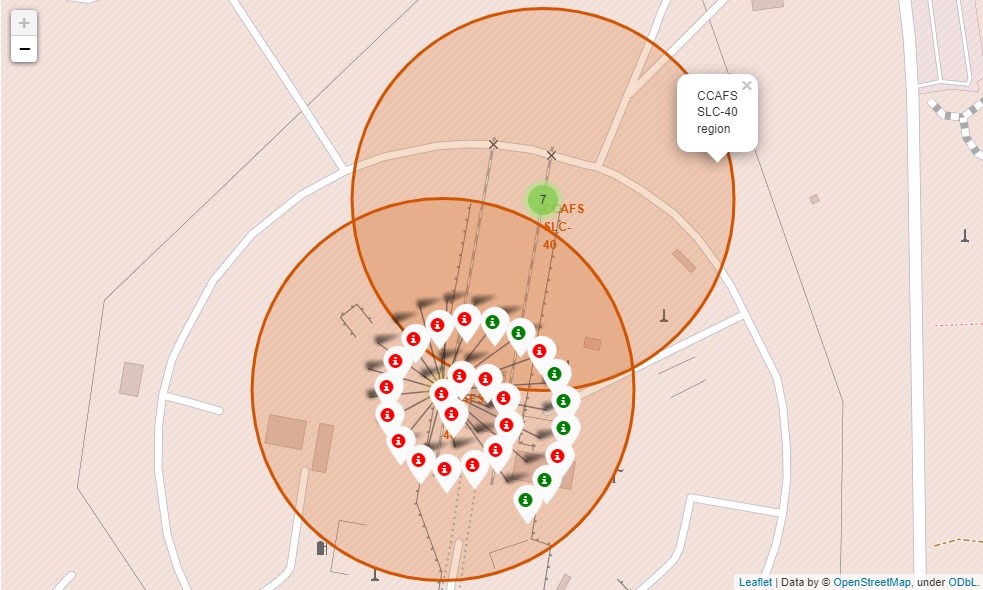 +
−
×
CCAFS
SLC-40
region
7
CCAFS
SLC-
40
Leaflet | Data by © OpenStreetMap, under ODbL.